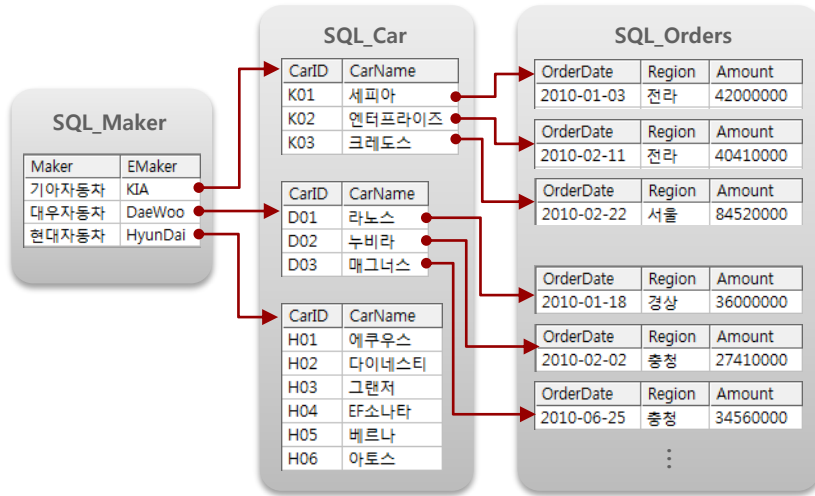 SQL_Maker
Maker EMaker
기아자동차 KIA
대우자동차 DaeWoo
현대자동차 HyunDai
SQL_Car
CarID CarName
K01 세피아
K02 엔터프라이즈
K03 크레도스
CarID CarName
D01 라노스
D02 누비라
D03 매그너스
CarID CarName
H01 에쿠우스
H02 다이네스티
H03 그랜저
H04 EF소나타
H05 베르나
H06 아토스
SQL_Orders
OrderDate Region Amount
2010-01-03 전라 42000000
OrderDate Region Amount
2010-02-11 전라 40410000
OrderDate Region Amount
2010-02-22 서울 84520000
OrderDate Region Amount
2010-01-18 경상 36000000
OrderDate Region Amount
2010-02-02 충청 27410000
OrderDate Region Amount
2010-06-25 충청 34560000
⋮